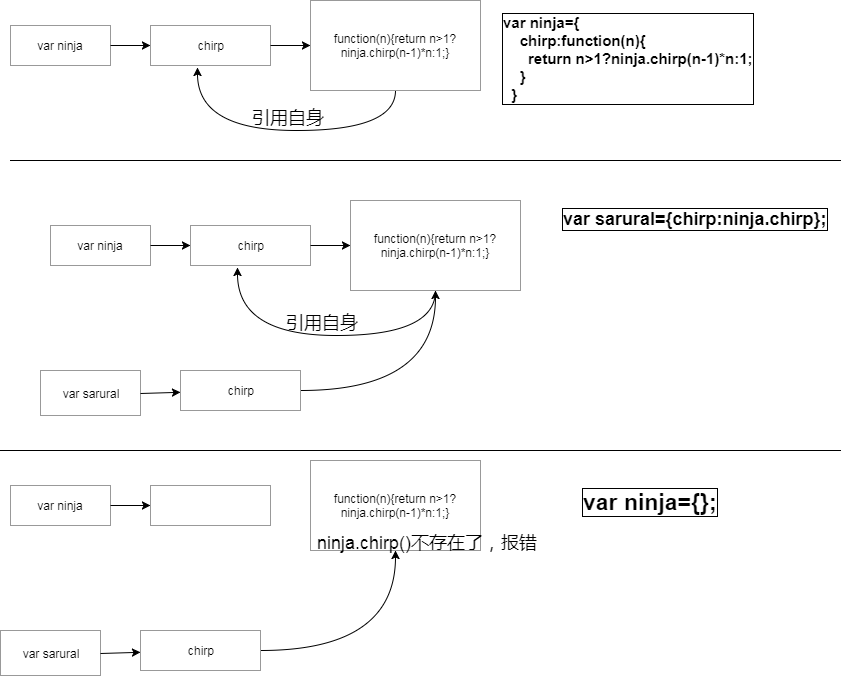 var ninja
chirp
function(n){return n>1?
ninja.chirp(n-1)*n:1;}
引用自身
var ninja={
chirp:function(n){
return n>1?ninja.chirp(n-1)*n:1;
}
}
var ninja
chirp
function(n){return n>1?
ninja.chirp(n-1)*n:1;}
引用自身
var sarural={chirp:ninja.chirp};
var sarural
chirp
var ninja
function(n){return n>1?
ninja.chirp(n-1)*n:1;}
ninja.chirp()不存在了，报错
var ninja={};
var sarural
chirp